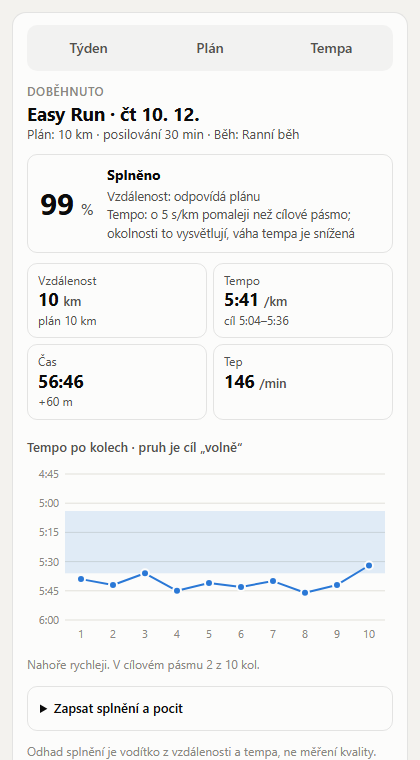 Týden Plán Tempa
DOBĚHNUTO
Easy Run · čt 10. 12.
Plán: 10 km · posilování 30 min · Běh: Ranní běh
99 %
Splněno
Vzdálenost: odpovídá plánu
Tempo: o 5 s/km pomaleji než cílové pásmo;
okolnosti to vysvětlují, váha tempa je snížená
Vzdálenost
10 km
plán 10 km
Tempo
5:41 /km
cíl 5:04–5:36
Čas
56:46
+60 m
Tep
146 /min
Tempo po kolech · pruh je cíl „volně“
4:45
5:00
5:15
5:30
5:45
6:00
1 2 3 4 5 6 7 8 9 10
Nahoře rychleji. V cílovém pásmu 2 z 10 kol.
▶ Zapsat splnění a pocit
Odhad splnění je vodítko z vzdálenosti a tempa, ne měření kvality.